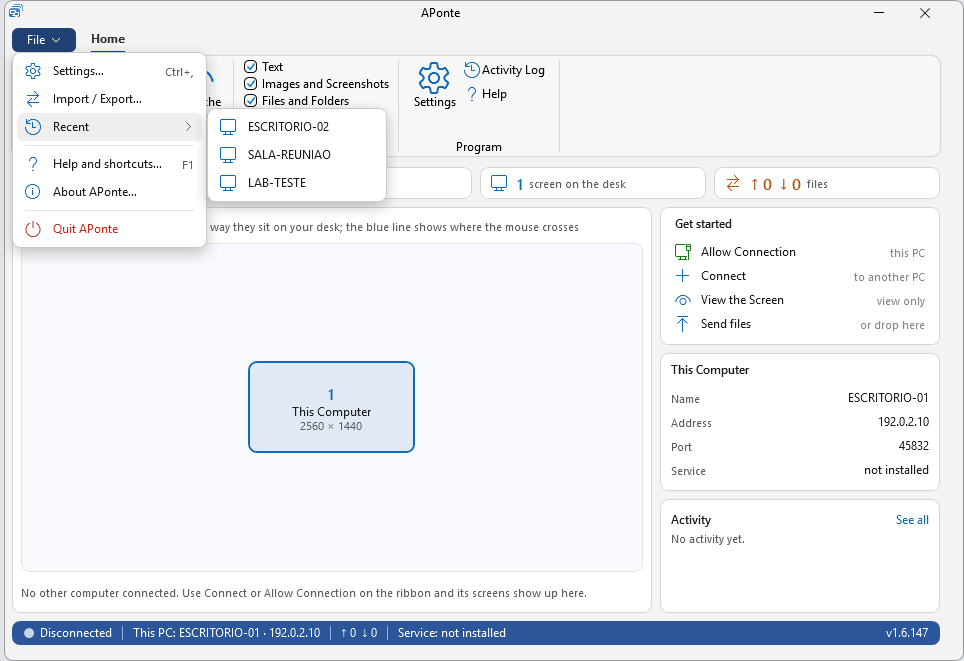 APonte
File
Home
Settings... Ctrl+,
Import / Export...
Recent
Help and shortcuts... F1
About APonte...
Quit APonte
ESCRITORIO-02
SALA-REUNIAO
LAB-TESTE
Text
Images and Screenshots
Files and Folders
Settings
Activity Log
Help
Program
1 screen on the desk
↑ 0 ↓ 0 files
way they sit on your desk; the blue line shows where the mouse crosses
1
This Computer
2560 × 1440
No other computer connected. Use Connect or Allow Connection on the ribbon and its screens show up here.
Get started
Allow Connection this PC
Connect to another PC
View the Screen view only
Send files or drop here
This Computer
Name ESCRITORIO-01
Address 192.0.2.10
Port 45832
Service not installed
Activity See all
No activity yet.
Disconnected This PC: ESCRITORIO-01 · 192.0.2.10 ↑ 0 ↓ 0 Service: not installed v1.6.147